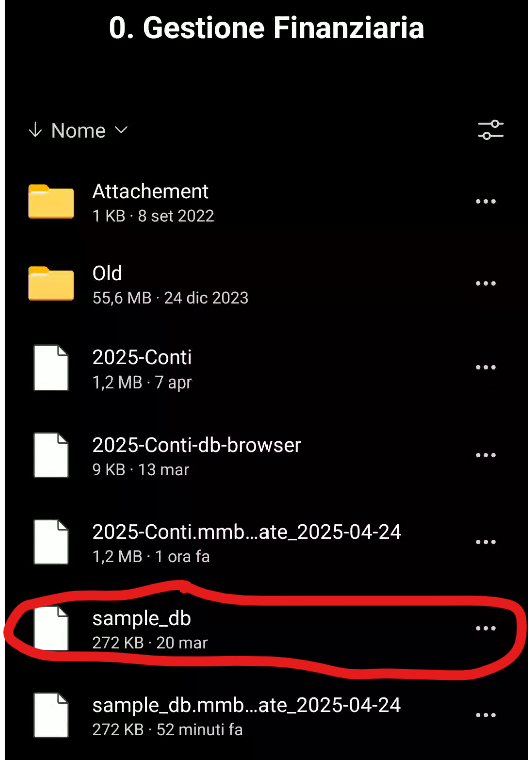 0. Gestione Finanziaria
Nome
Attachement
1 KB · 8 set 2022
Old
55,6 MB · 24 dic 2023
2025-Conti
1,2 MB · 7 apr
2025-Conti-db-browser
9 KB · 13 mar
2025-Conti.mmb...ate_2025-04-24
1,2 MB · 1 ora fa
sample_db
272 KB · 20 mar
sample_db.mmb...ate_2025-04-24
272 KB · 52 minuti fa